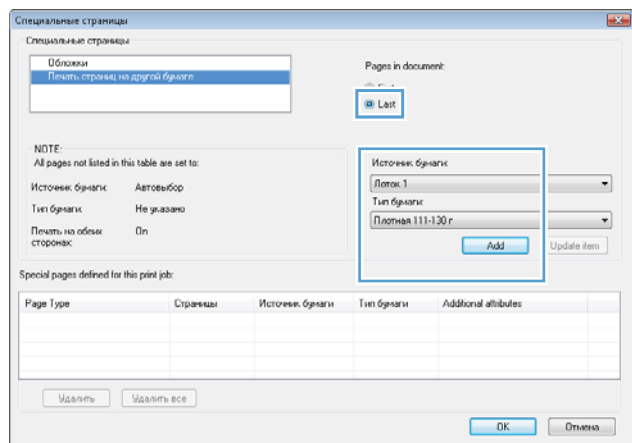 Специальные страницы
Специальные страницы
Обложки
Печать страниц на другой бумаге
Pages in document:
Last
NOTE:
All pages not listed in this table are set to:
Источник бумаги: Автовыбор
Тип бумаги: Не указано
Печать на обеих сторонах: On
Источник бумаги:
Лоток 1
Тип бумаги:
Плотная 111-130 г
Add
Update item
Special pages defined for this print job:
Page Type Страницы Источник бумаги Тип бумаги Additional attributes
Удалить Удалить все
OK Отмена